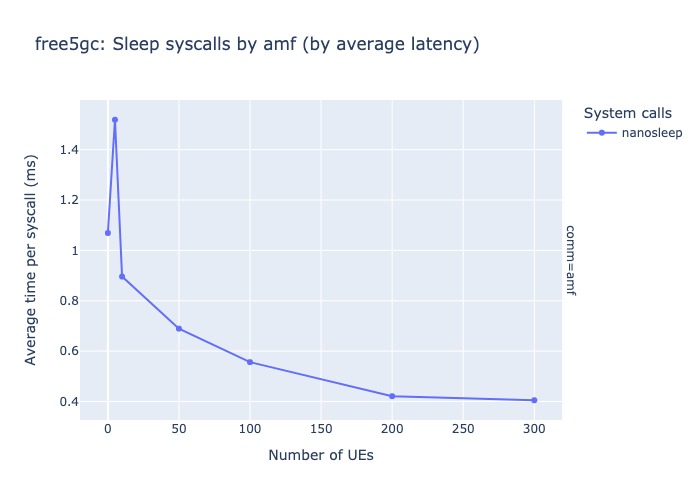 free5gc: Sleep syscalls by amf (by average latency)
System calls
nanosleep
Average time per syscall (ms)
1.4
1.2
1
0.8
0.6
0.4
comm=amf
0
50
100
150
200
250
300
Number of UEs